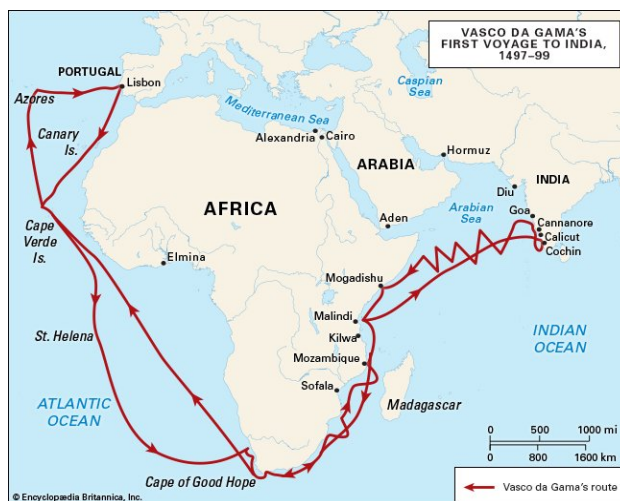 VASCO DA GAMA'S
FIRST VOYAGE TO INDIA,
1497–99
PORTUGAL
Lisbon
Azores
Canary
Is.
Mediterranean Sea
Caspian
Sea
Alexandria
Cairo
ARABIA
Hormuz
INDIA
Diu
Goa
Cannanore
Calicut
Cochin
Arabian
Sea
Aden
AFRICA
Cape
Verde
Is.
Elmina
Mogadishu
Malindi
Kilwa
Mozambique
Sofala
Madagascar
St. Helena
INDIAN
OCEAN
ATLANTIC
OCEAN
Cape of Good Hope
0 500 1000 mi
0 800 1600 km
© Encyclopædia Britannica, Inc.
Vasco da Gama's route